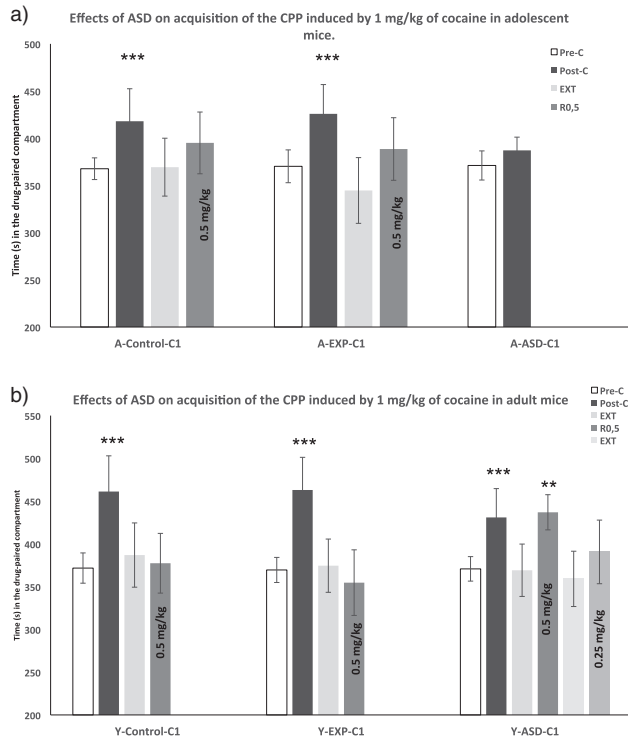 a)
Effects of ASD on acquisition of the CPP induced by 1 mg/kg of cocaine in adolescent
mice.
Time (s) in the drug-paired compartment
500
450
400
350
300
250
200
***
***
Pre-C
Post-C
EXT
R0,5
0.5 mg/kg
0.5 mg/kg
A-Control-C1
A-EXP-C1
A-ASD-C1
b)
Effects of ASD on acquisition of the CPP induced by 1 mg/kg of cocaine in adult mice
Time (s) in the drug-paired compartment
550
500
450
400
350
300
250
200
***
***
***
**
Pre-C
Post-C
EXT
R0,5
EXT
0.5 mg/kg
0.5 mg/kg
0.5 mg/kg
0.25 mg/kg
Y-Control-C1
Y-EXP-C1
Y-ASD-C1